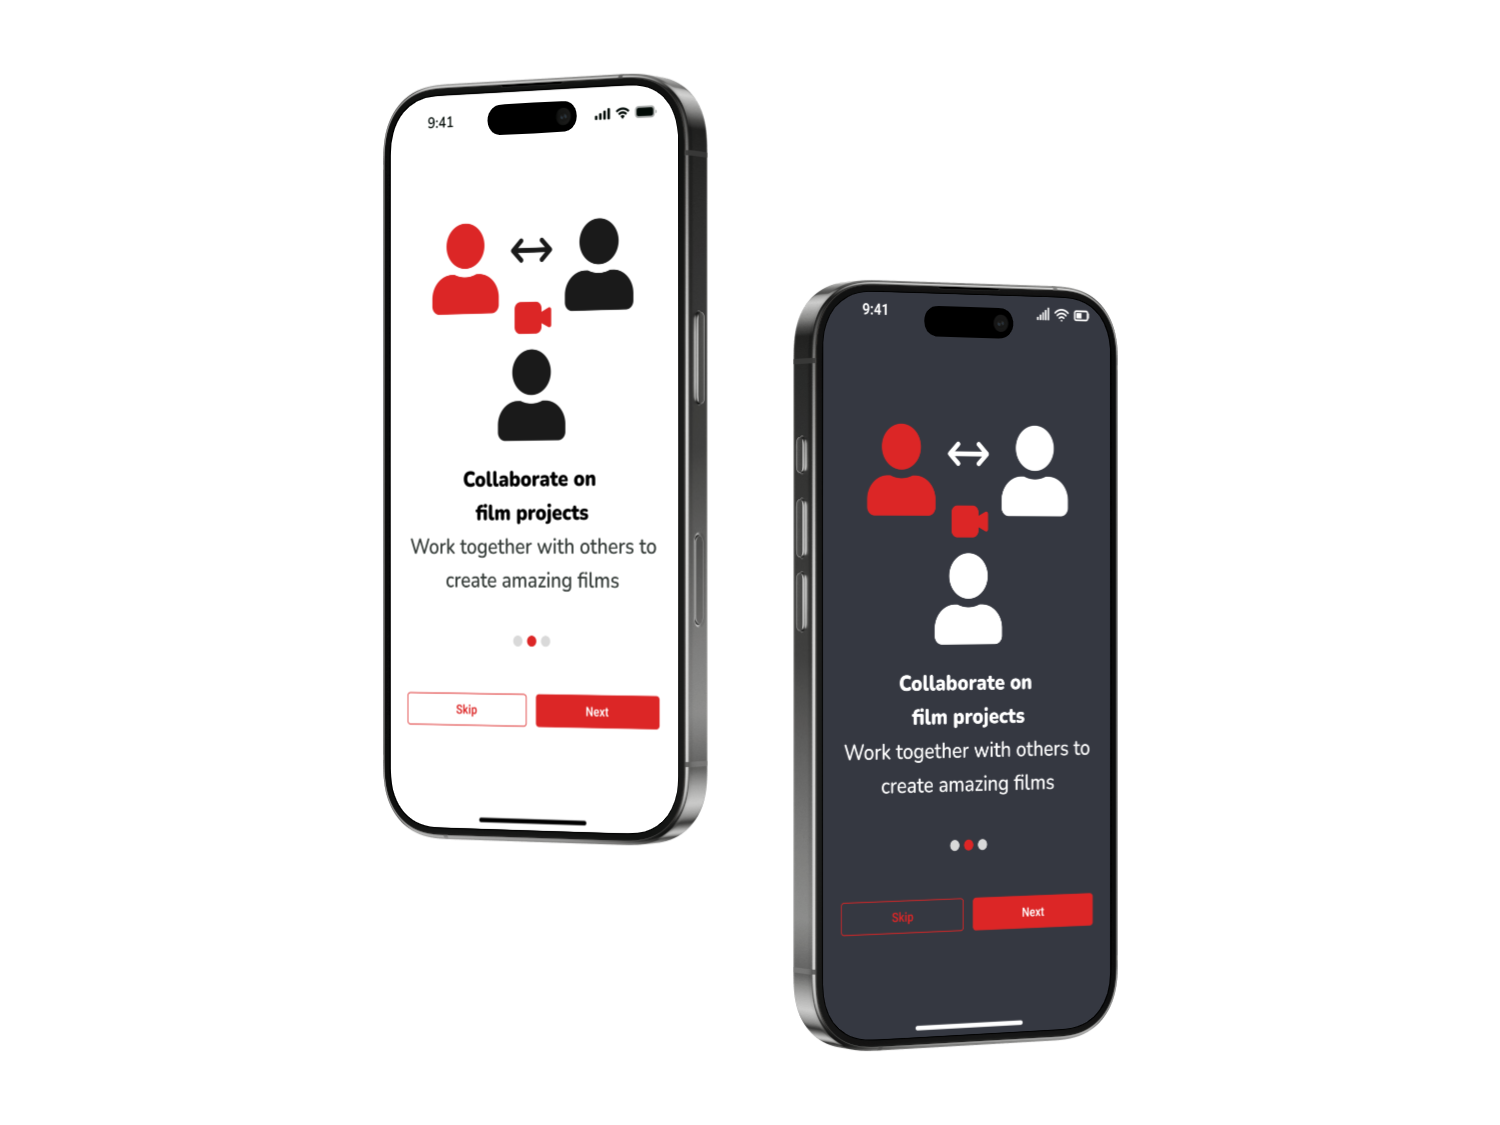 9:41
Collaborate on
film projects
Work together with others to
create amazing films
Skip
Next
9:41
Collaborate on
film projects
Work together with others to
create amazing films
Skip
Next